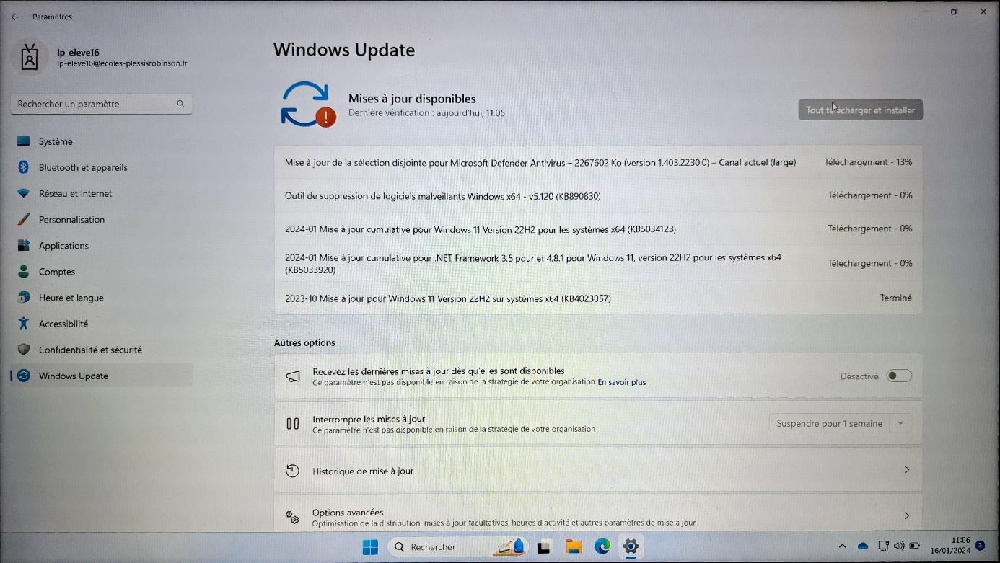 Paramètres
lp-eleve16
lp-eleve16@ecoles-plessisrobinson.fr
Rechercher un paramètre
Système
Bluetooth et appareils
Réseau et Internet
Personnalisation
Applications
Comptes
Heure et langue
Accessibilité
Confidentialité et sécurité
Windows Update
Windows Update
Mises à jour disponibles
Dernière vérification : aujourd'hui, 11:05
Tout télécharger et installer
Mise à jour de la sélection disjointe pour Microsoft Defender Antivirus – 2267602 Ko (version 1.403.2230.0) – Canal actuel (large) Téléchargement - 13%
Outil de suppression de logiciels malveillants Windows x64 - v5.120 (KB890830) Téléchargement - 0%
2024-01 Mise à jour cumulative pour Windows 11 Version 22H2 pour les systèmes x64 (KB5034123) Téléchargement - 0%
2024-01 Mise à jour cumulative pour .NET Framework 3.5 pour et 4.8.1 pour Windows 11, version 22H2 pour les systèmes x64
(KB5033920) Téléchargement - 0%
2023-10 Mise à jour pour Windows 11 Version 22H2 sur systèmes x64 (KB4023057) Terminé
Autres options
Recevez les dernières mises à jour dès qu'elles sont disponibles
Ce paramètre n'est pas disponible en raison de la stratégie de votre organisation En savoir plus
Désactivé
Interrompre les mises à jour
Ce paramètre n'est pas disponible en raison de la stratégie de votre organisation
Suspendre pour 1 semaine
Historique de mise à jour
Options avancées
Optimisation de la distribution, mises à jour facultatives, heures d'activité et autres paramètres de mise à jour
Rechercher
11:06
16/01/2024
3